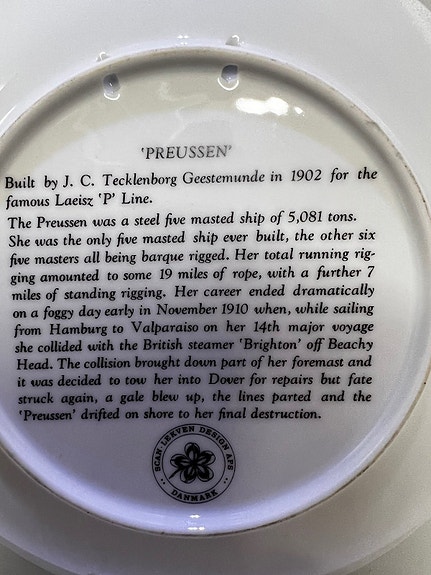 'PREUSSEN'
Built by J. C. Tecklenborg Geestemunde in 1902 for the
famous Laeisz 'P' Line.
The Preussen was a steel five masted ship of 5,081 tons.
She was the only five masted ship ever built, the other six
five masters all being barque rigged. Her total running rig-
ging amounted to some 19 miles of rope, with a further 7
miles of standing rigging. Her career ended dramatically
on a foggy day early in November 1910 when, while sailing
from Hamburg to Valparaiso on her 14th major voyage
she collided with the British steamer 'Brighton' off Beachy
Head. The collision brought down part of her foremast and
it was decided to tow her into Dover for repairs but fate
struck again, a gale blew up, the lines parted and the
'Preussen' drifted on shore to her final destruction.
SCAN-LEKVEN DESIGN APS
DANMARK